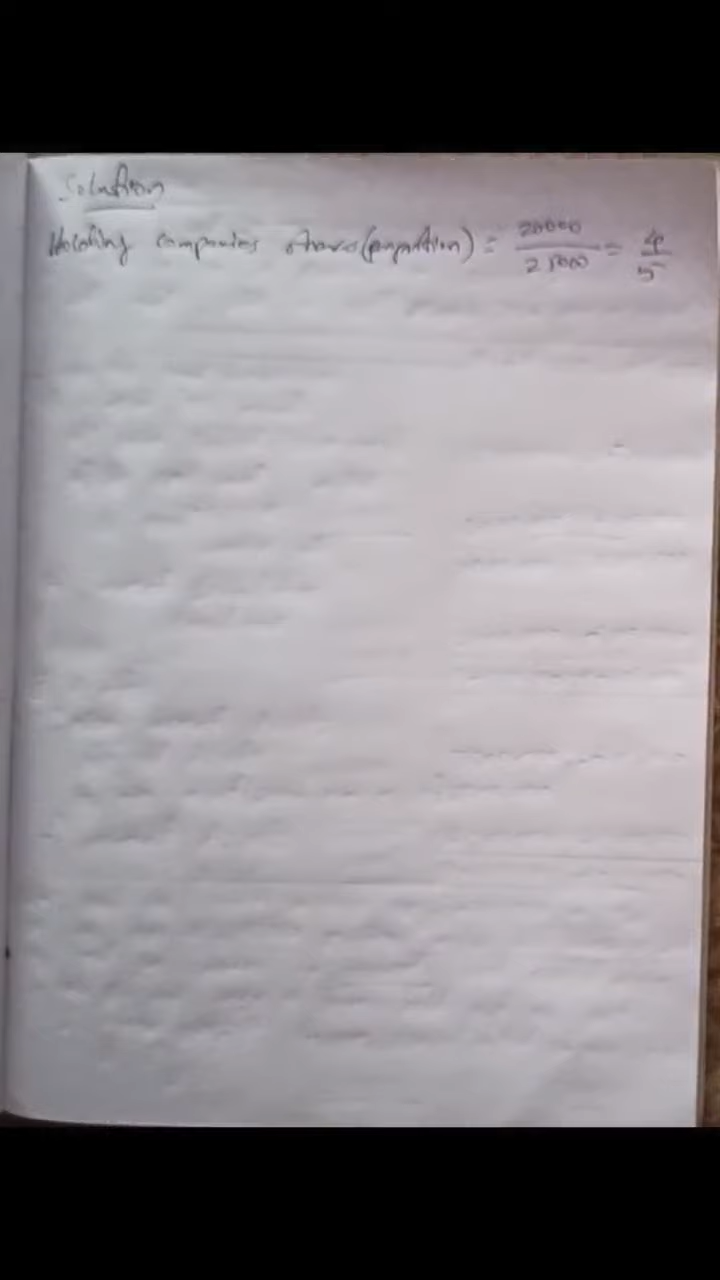 Solution
Holding companies share(proportion) = 20000/25000 = 4/5